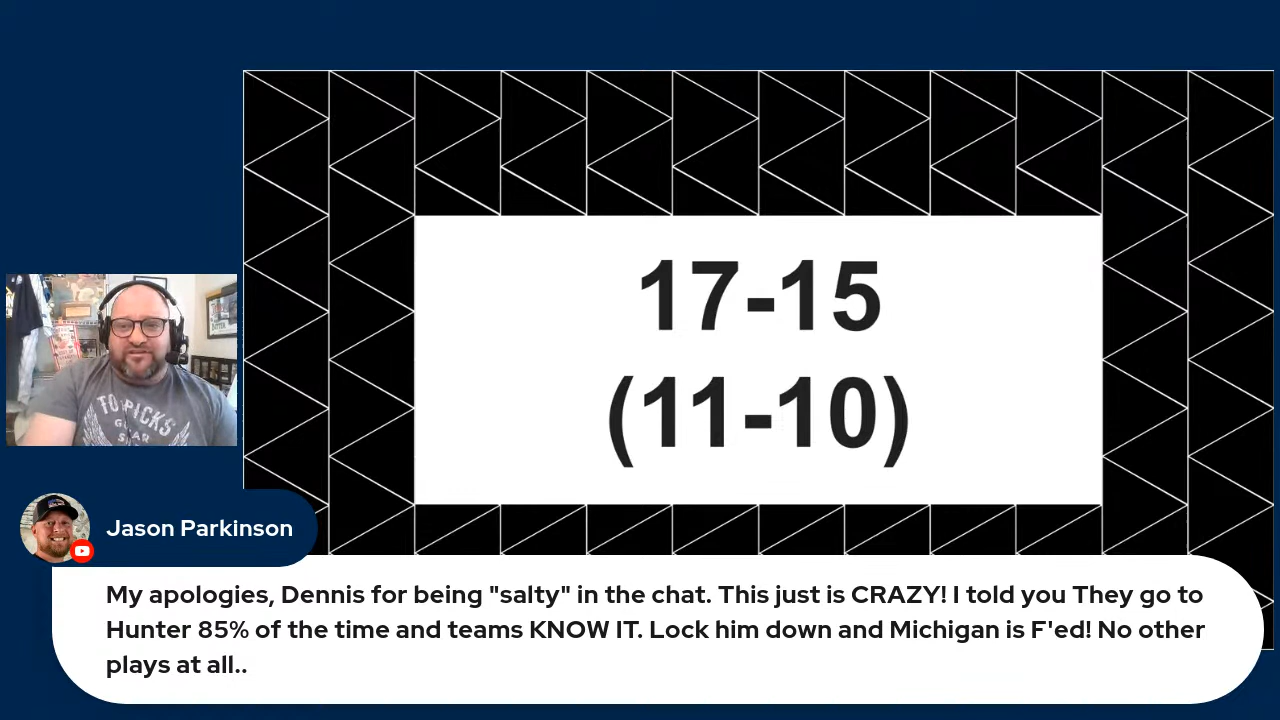 17-15
(11-10)
TO PICKS
Jason Parkinson
My apologies, Dennis for being "salty" in the chat. This just is CRAZY! I told you They go to
Hunter 85% of the time and teams KNOW IT. Lock him down and Michigan is F'ed! No other
plays at all..